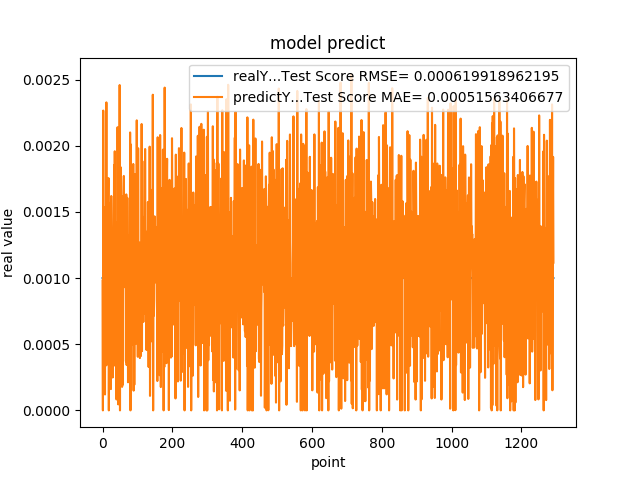 model predict
realY...Test Score RMSE= 0.000619918962195
predictY...Test Score MAE= 0.00051563406677
0.0025
0.0020
0.0015
0.0010
0.0005
0.0000
real value
0 200 400 600 800 1000 1200
point